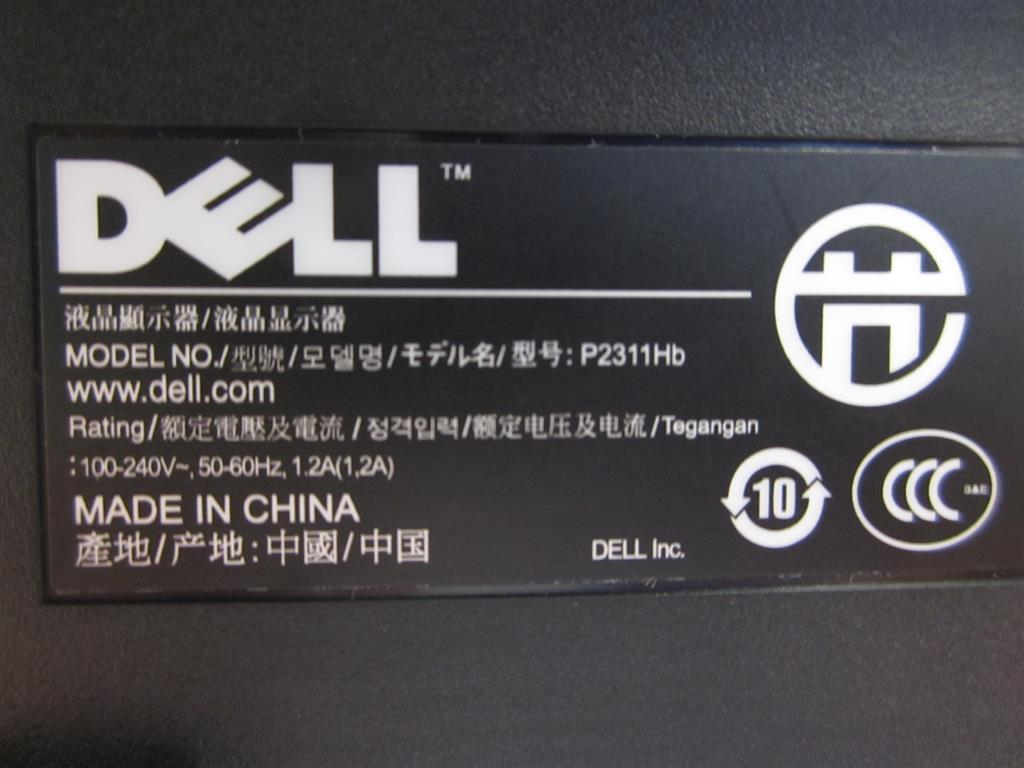 DELL™
液晶顯示器/液晶显示器
MODEL NO./型號/모델명/モデル名/型号: P2311Hb
www.dell.com
Rating/額定電壓及電流/정격입력/额定电压及电流/Tegangan
:100-240V~, 50-60Hz, 1.2A(1,2A)
MADE IN CHINA
產地/产地:中國/中国
DELL Inc.
10
CCC S&E